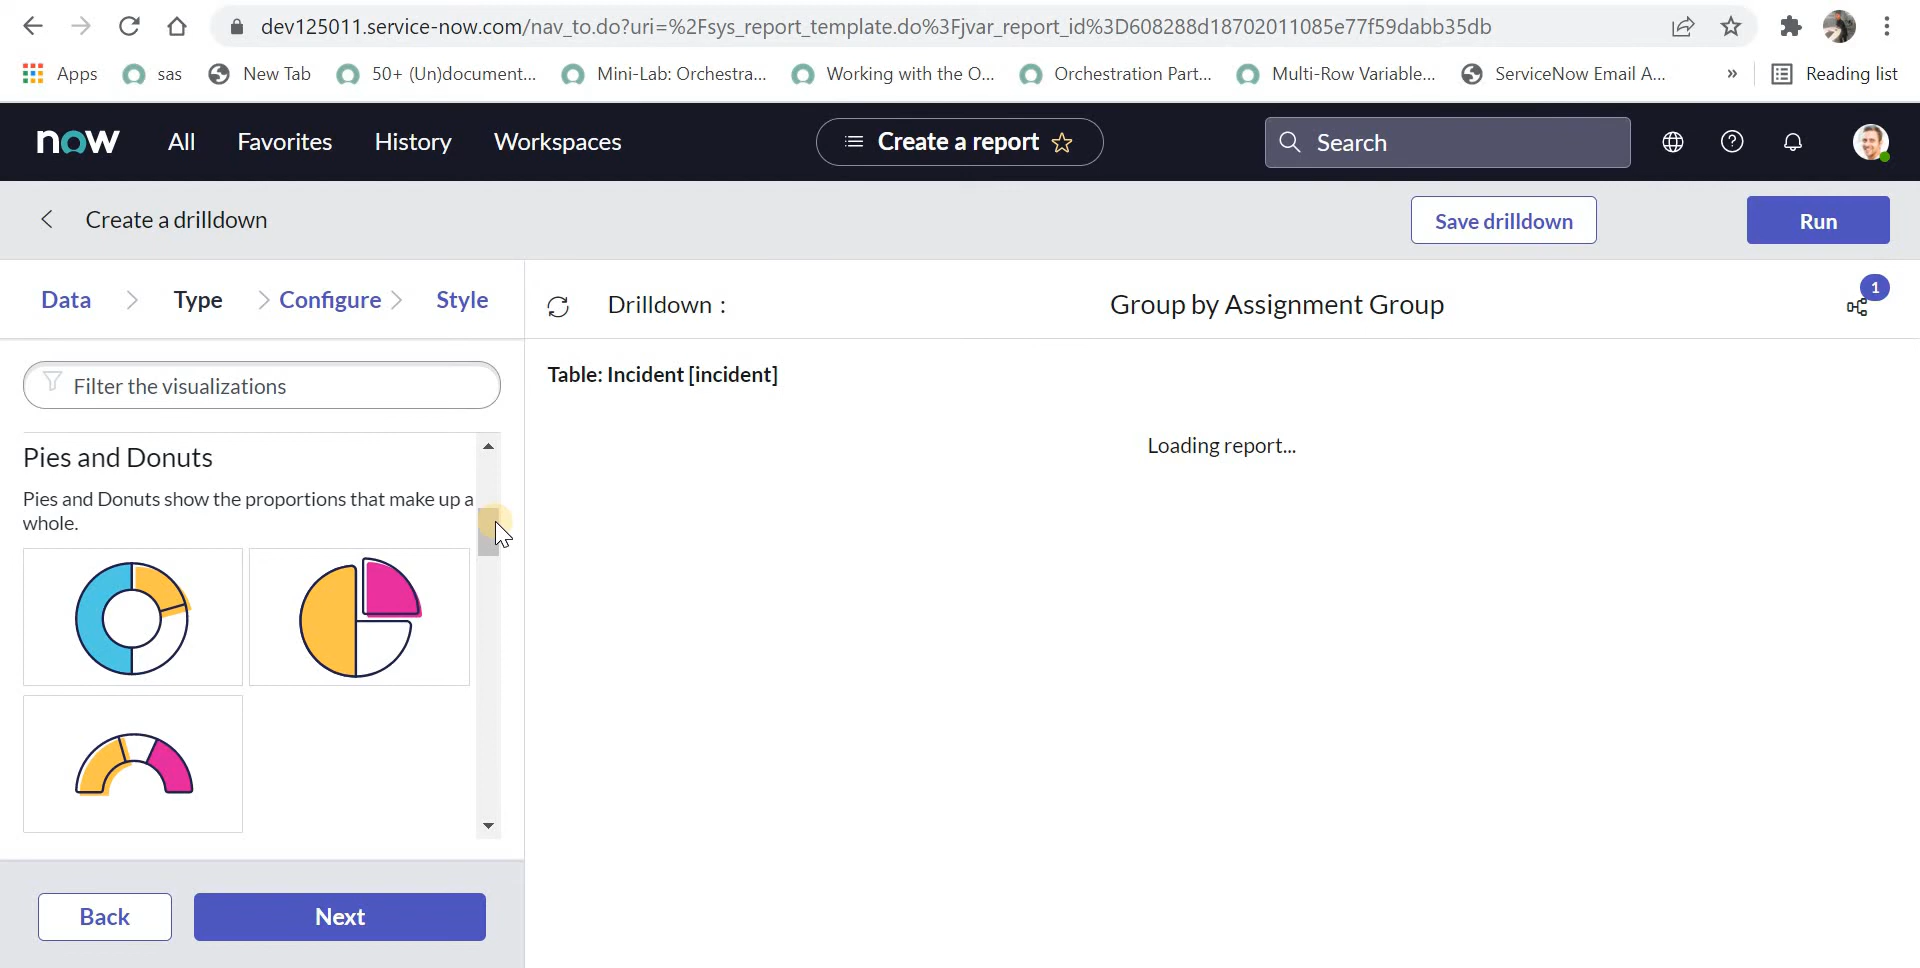 dev125011.service-now.com/nav_to.do?uri=%2Fsys_report_template.do%3Fjvar_report_id%3D608288d18702011085e77f59dabb35db
Apps sas New Tab 50+ (Un)document... Mini-Lab: Orchestra... Working with the O... Orchestration Part... Multi-Row Variable... ServiceNow Email A... » Reading list
now All Favorites History Workspaces Create a report Search
Create a drilldown Save drilldown Run
Data Type Configure Style Drilldown : Group by Assignment Group 1
Filter the visualizations
Table: Incident [incident]
Loading report...
Pies and Donuts
Pies and Donuts show the proportions that make up a
whole.
Back Next